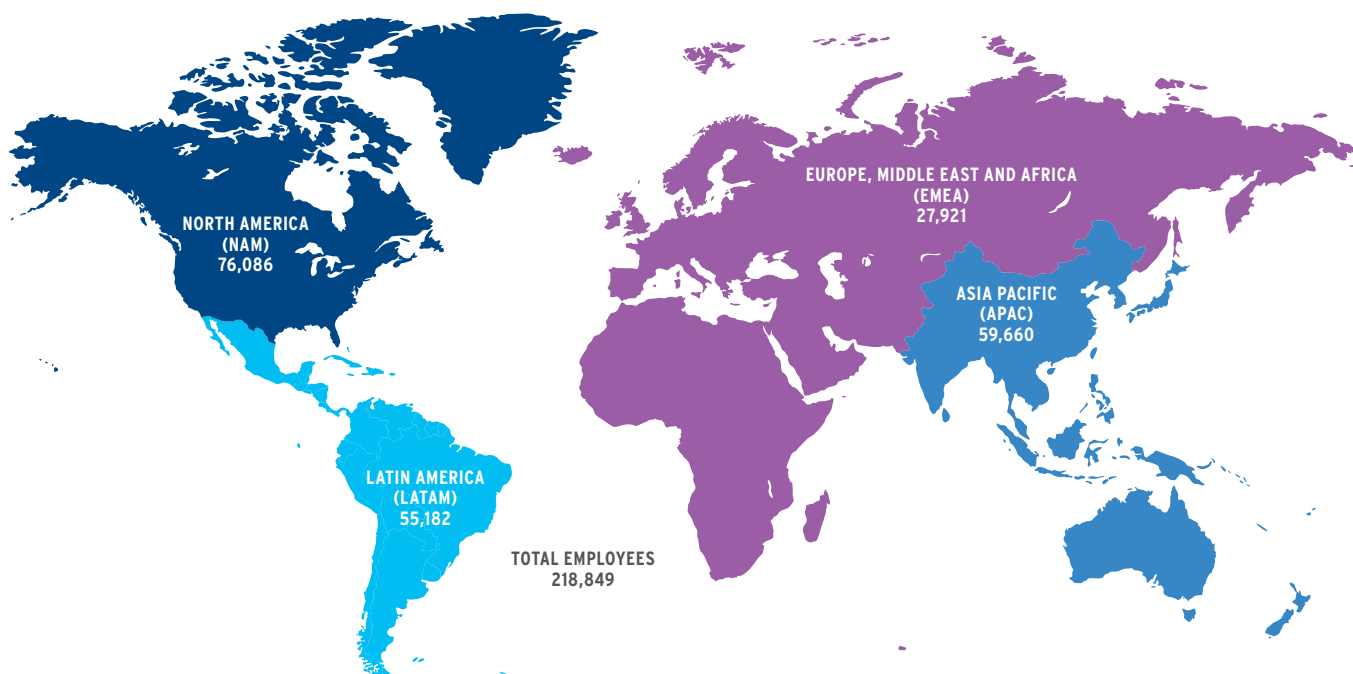 NORTH AMERICA
(NAM)
76,086
EUROPE, MIDDLE EAST AND AFRICA
(EMEA)
27,921
ASIA PACIFIC
(APAC)
59,660
LATIN AMERICA
(LATAM)
55,182
TOTAL EMPLOYEES
218,849